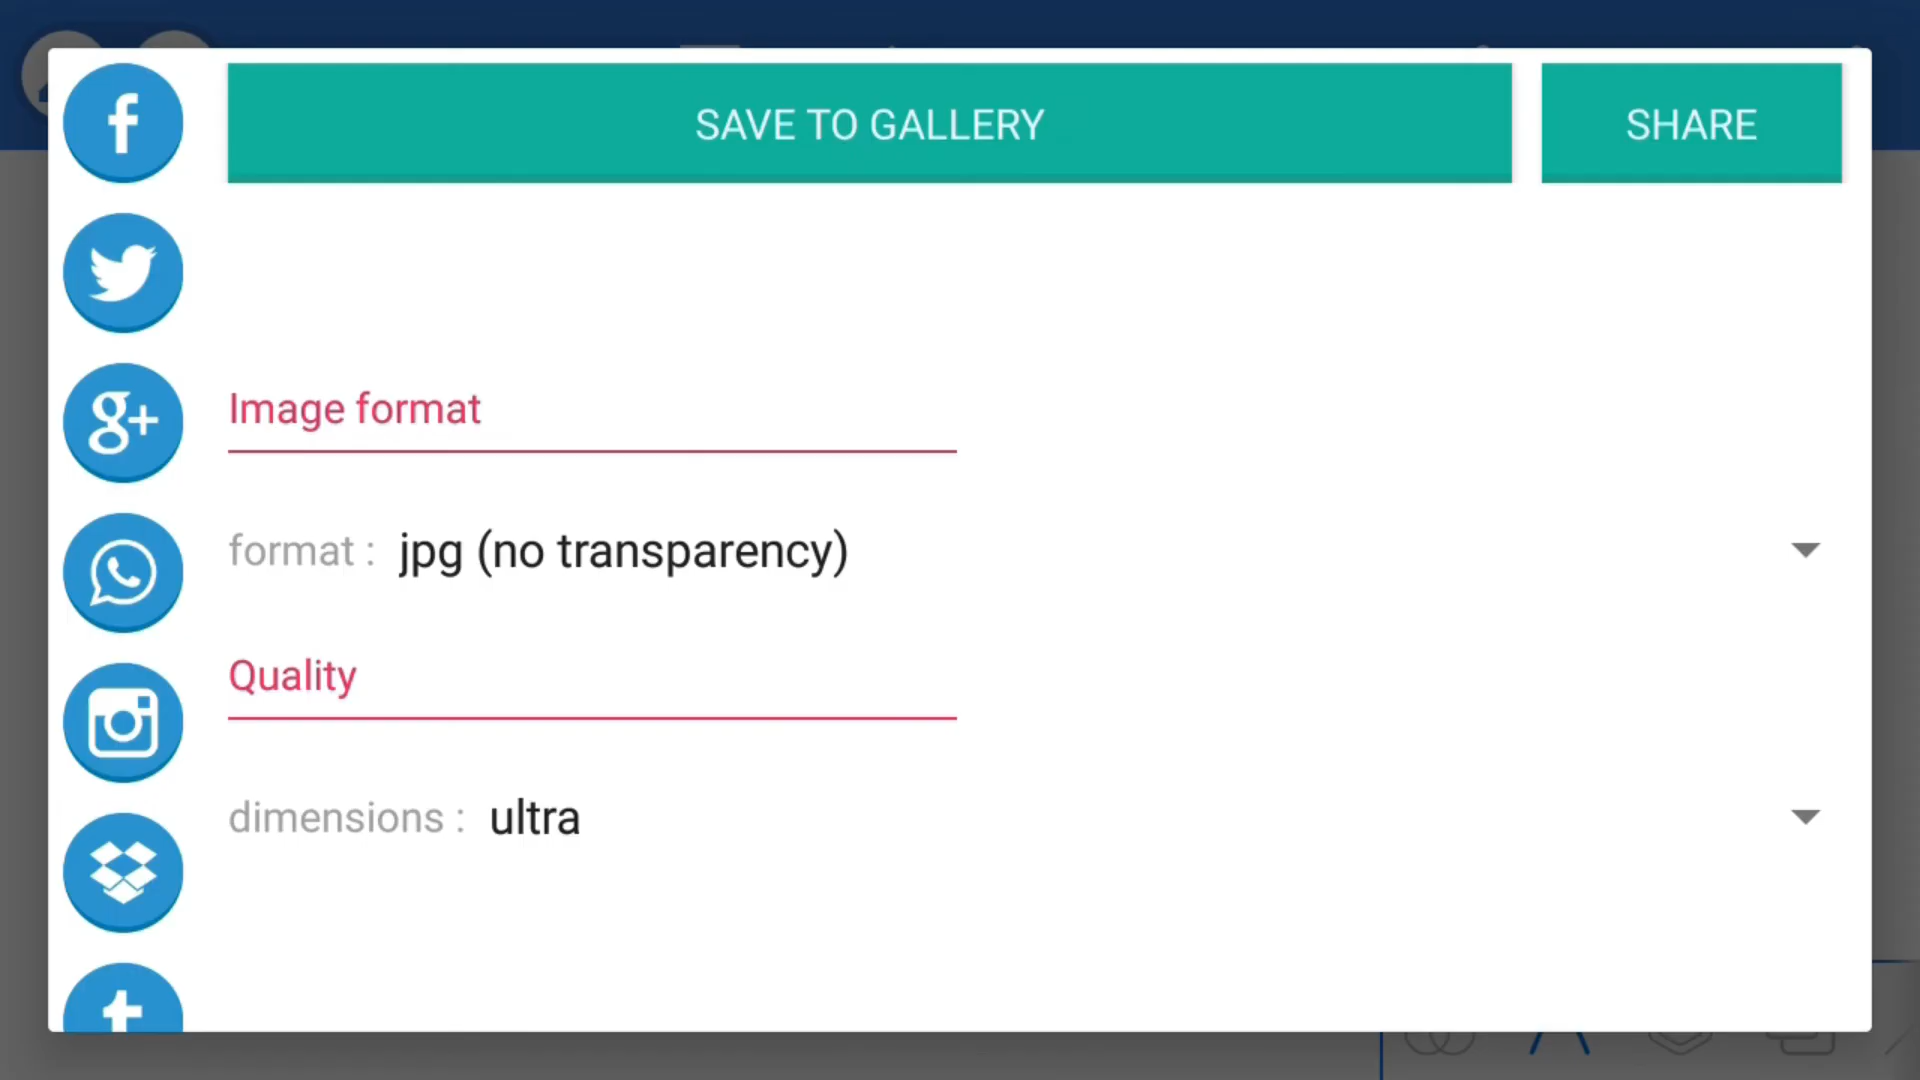 SAVE TO GALLERY
SHARE
Image format
format : jpg (no transparency)
Quality
dimensions : ultra